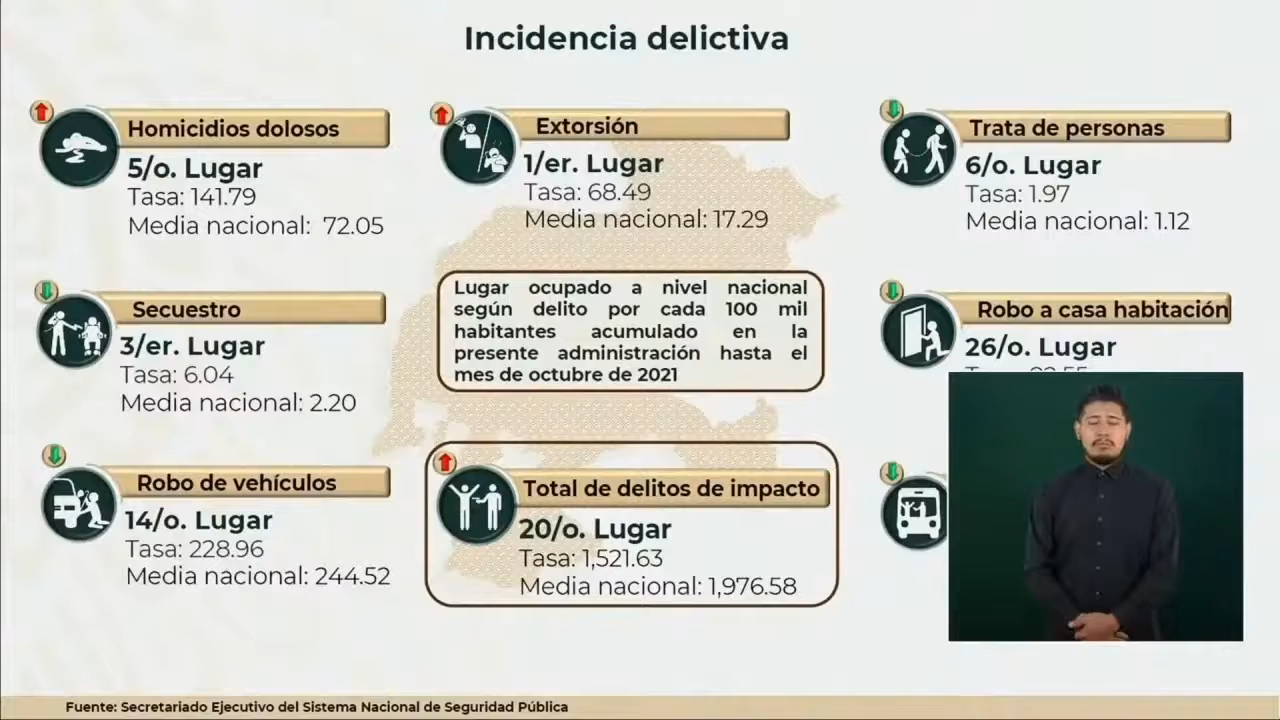 Incidencia delictiva
Homicidios dolosos
5/o. Lugar
Tasa: 141.79
Media nacional: 72.05
Extorsión
1/er. Lugar
Tasa: 68.49
Media nacional: 17.29
Trata de personas
6/o. Lugar
Tasa: 1.97
Media nacional: 1.12
Secuestro
3/er. Lugar
Tasa: 6.04
Media nacional: 2.20
Lugar ocupado a nivel nacional
según delito por cada 100 mil
habitantes acumulado en la
presente administración hasta el
mes de octubre de 2021
Robo a casa habitación
26/o. Lugar
Robo de vehículos
14/o. Lugar
Tasa: 228.96
Media nacional: 244.52
Total de delitos de impacto
20/o. Lugar
Tasa: 1,521.63
Media nacional: 1,976.58
Fuente: Secretariado Ejecutivo del Sistema Nacional de Seguridad Pública